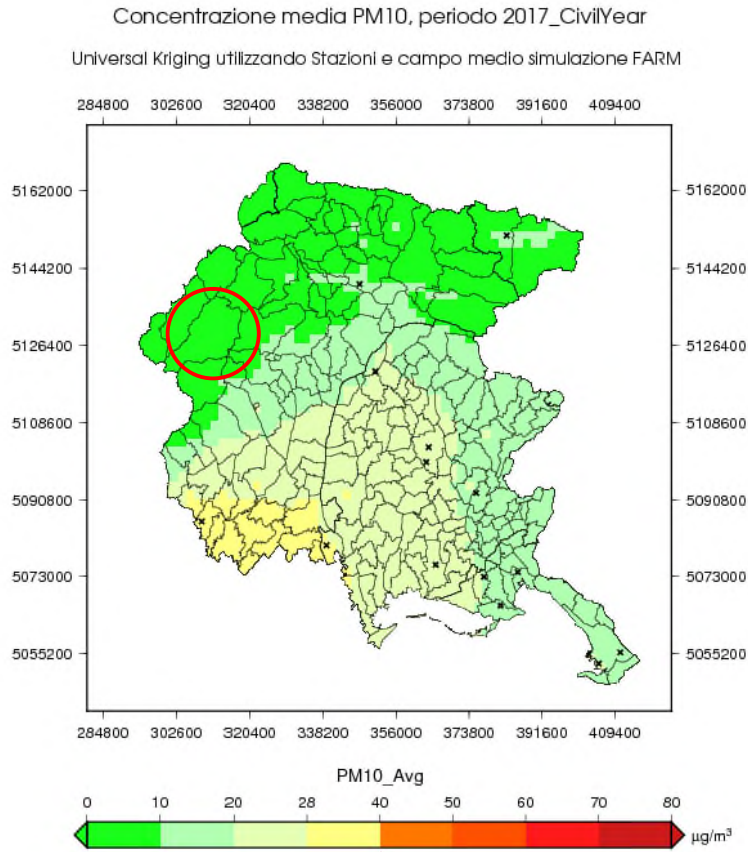 Concentrazione media PM10, periodo 2017_CivilYear
Universal Kriging utilizzando Stazioni e campo medio simulazione FARM
284800 302600 320400 338200 356000 373800 391600 409400
5162000 5162000
5144200 5144200
5126400 5126400
5108600 5108600
5090800 5090800
5073000 5073000
5055200 5055200
284800 302600 320400 338200 356000 373800 391600 409400
PM10_Avg
0 10 20 28 40 50 60 70 80
µg/m³